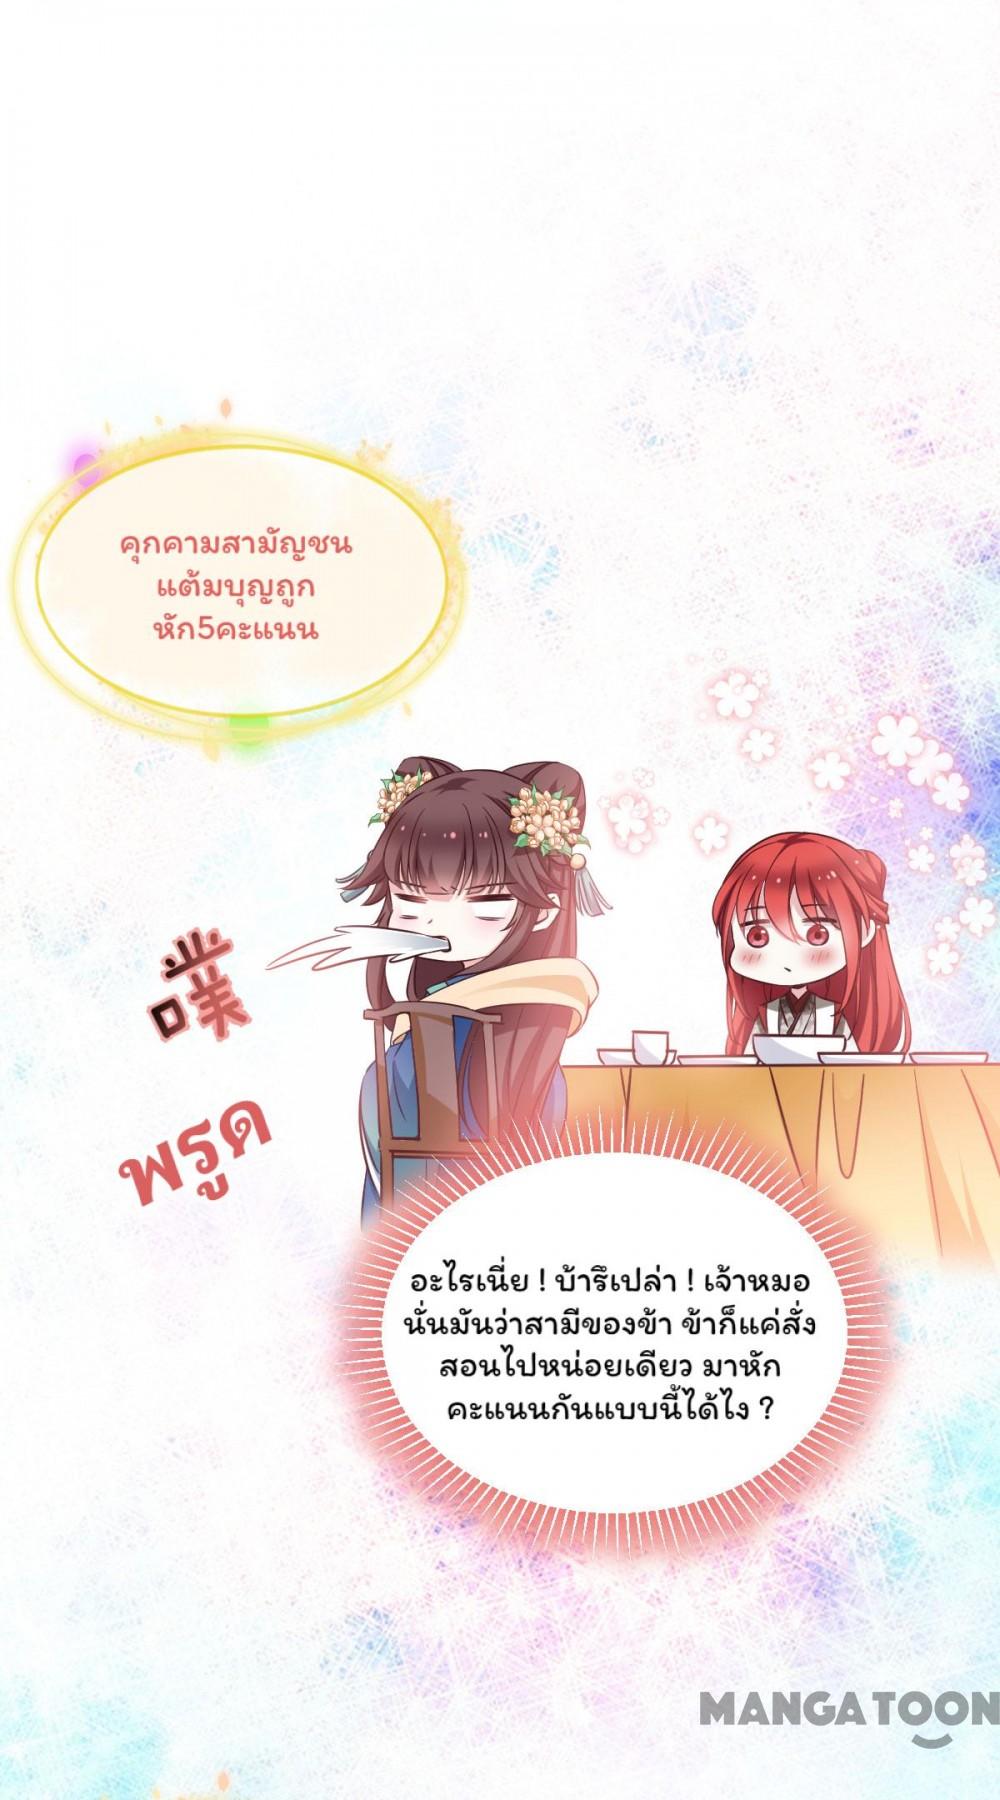 คุกคามสามัญชน
แต้มบุญถูก
หัก5คะแนน
噗
พรูด
อะไรเนี่ย ! บ้ารึเปล่า ! เจ้าหมอ
นั่นมันว่าสามีของข้า ข้าก็แค่สั่ง
สอนไปหน่อยเดียว มาหัก
คะแนนกันแบบนี้ได้ไง ?
MANGATOON